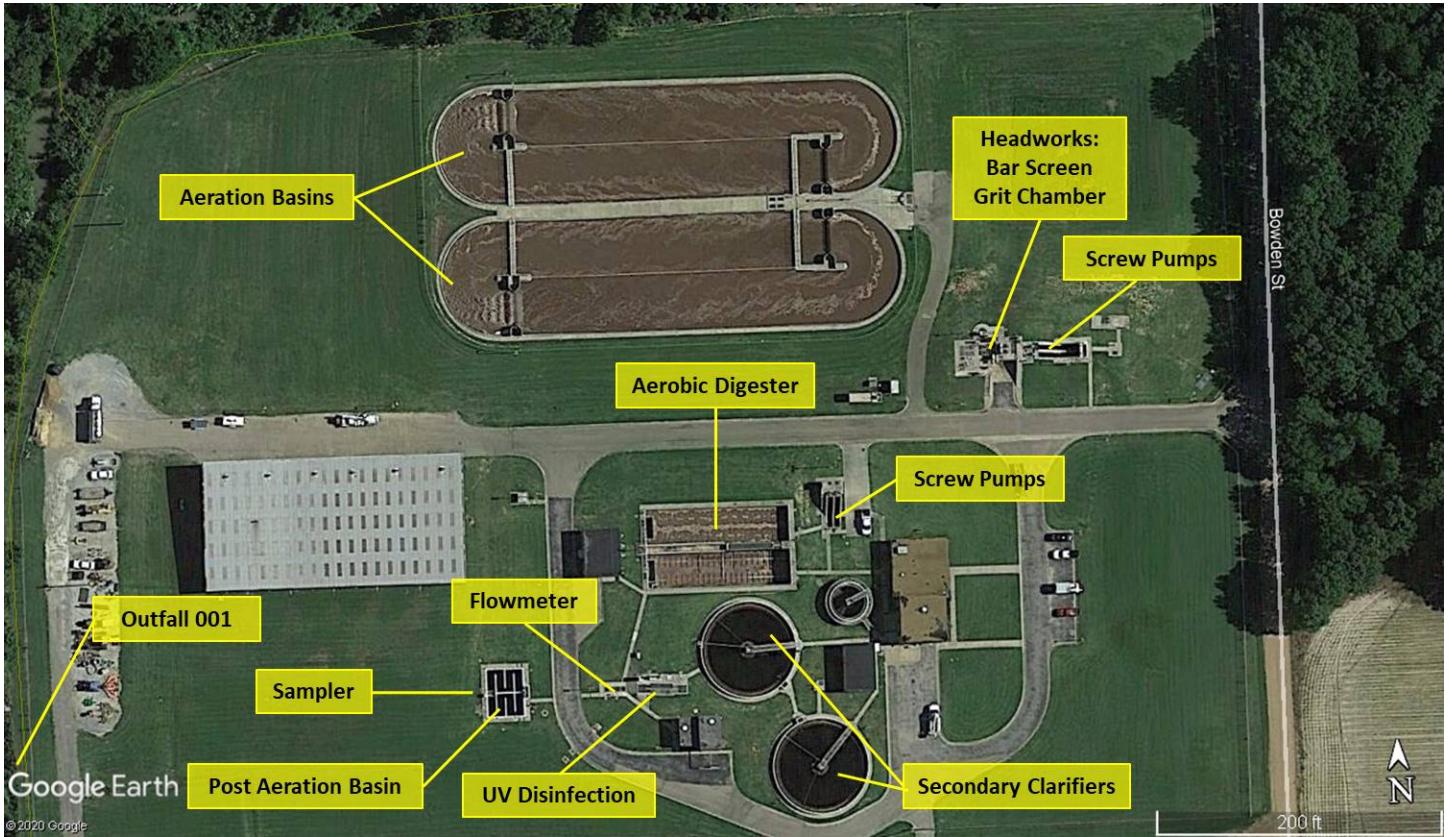 Headworks:
Bar Screen
Grit Chamber
Aeration Basins
Bowden St
Screw Pumps
Aerobic Digester
Screw Pumps
Flowmeter
Outfall 001
Sampler
Google Earth
Post Aeration Basin
UV Disinfection
Secondary Clarifiers
N
200 ft
© 2020 Google